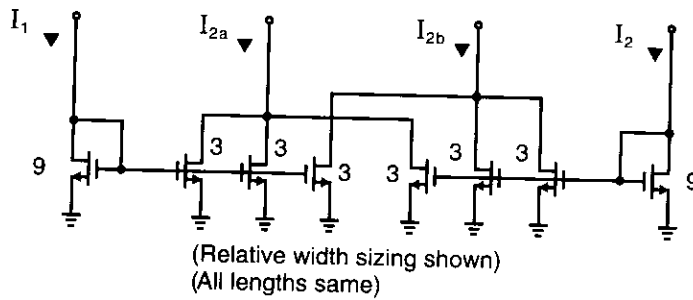 I1 I2a I2b I2
9 3 3 3 3 3 3 9
(Relative width sizing shown)
(All lengths same)